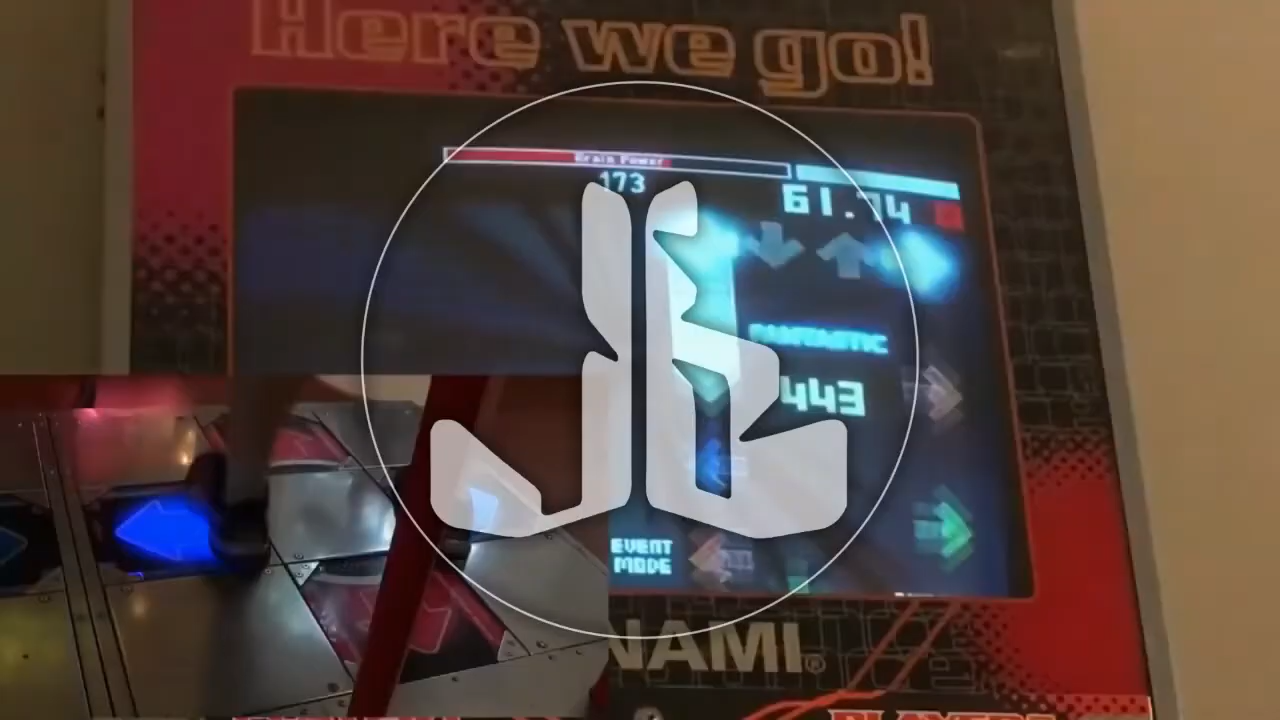 Here we go!
Brain Power
173
61.74
FANTASTIC
443
EVENT
MODE
NAMI®